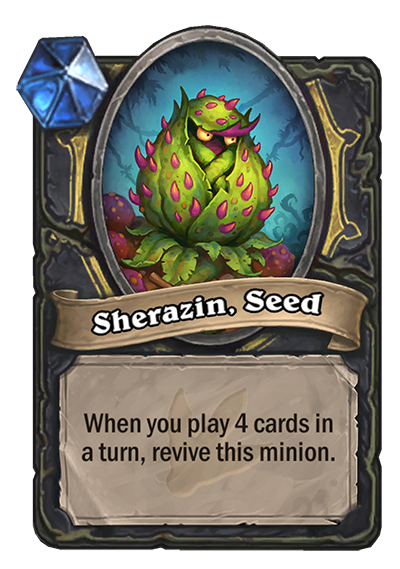 Sherazin, Seed
When you play 4 cards in
a turn, revive this minion.